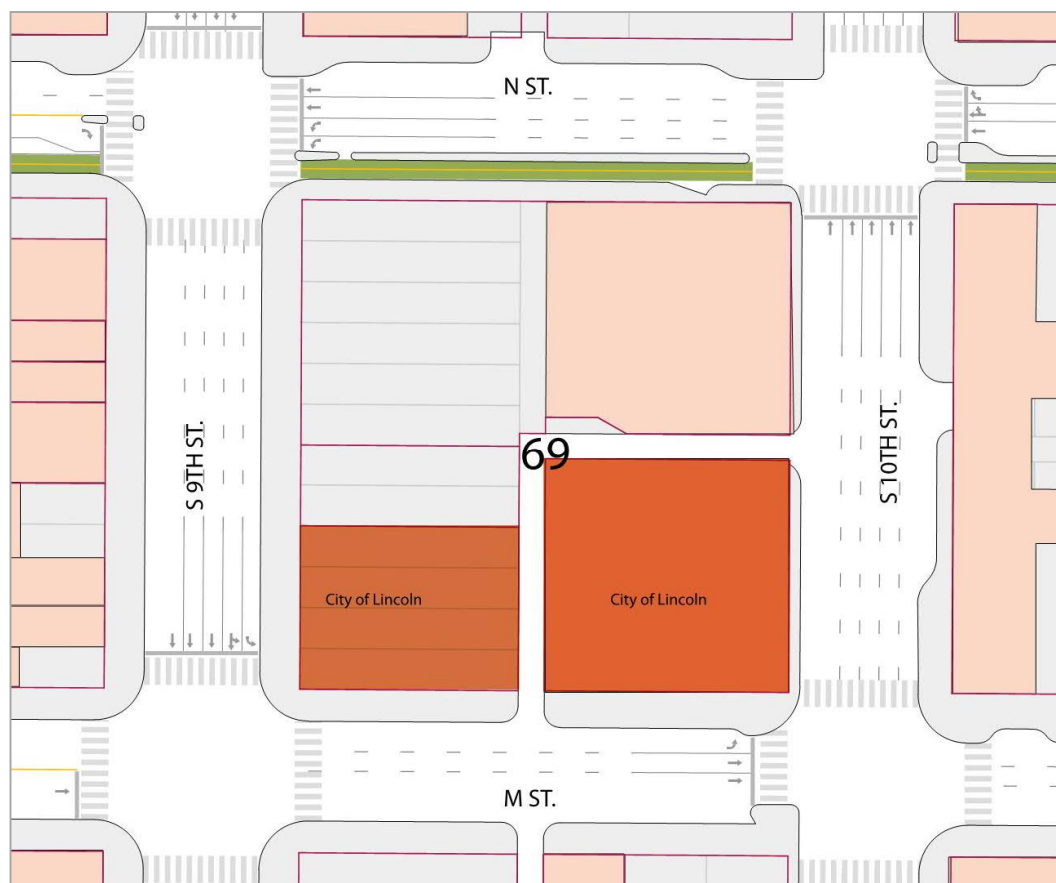 N ST.
S 9TH ST.
69
S 10TH ST.
City of Lincoln
City of Lincoln
M ST.